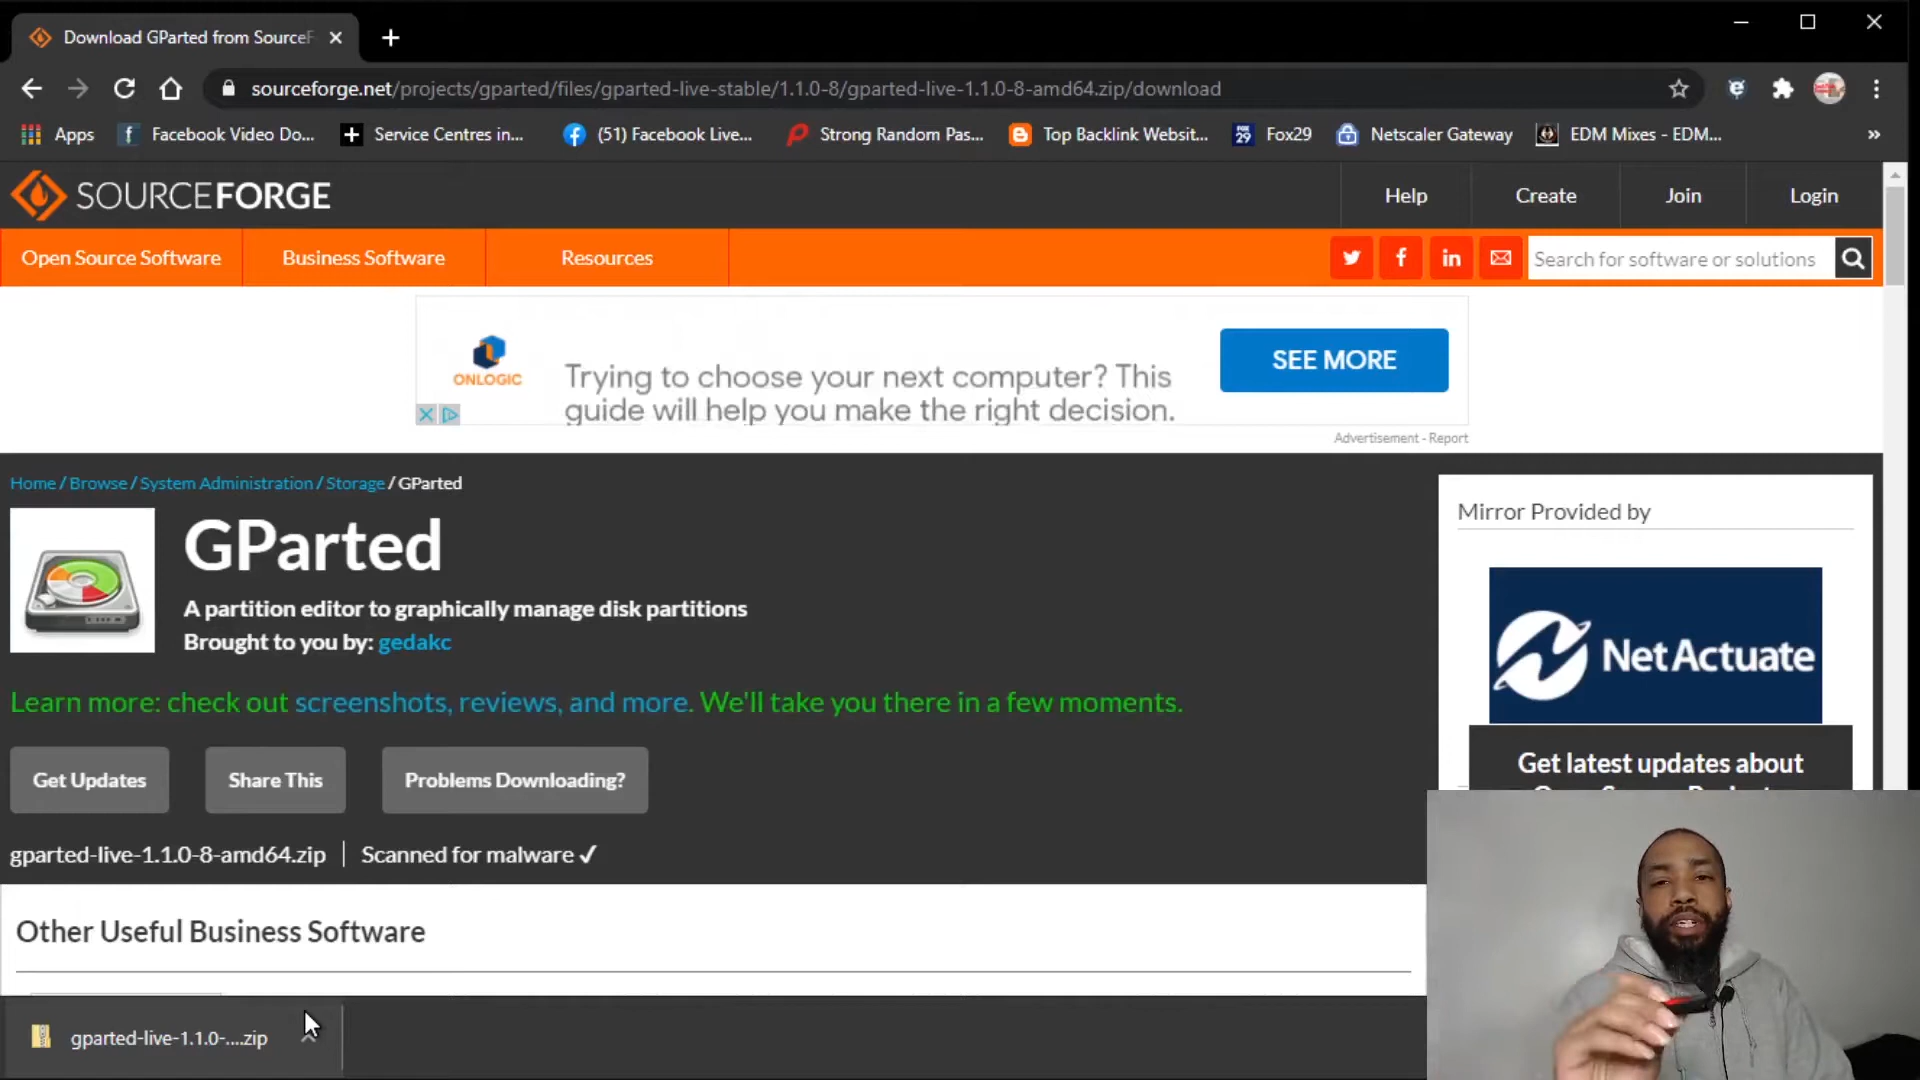 Download GParted from SourceF
sourceforge.net/projects/gparted/files/gparted-live-stable/1.1.0-8/gparted-live-1.1.0-8-amd64.zip/download
Apps
Facebook Video Do...
Service Centres in...
(51) Facebook Live...
Strong Random Pas...
Top Backlink Websit...
Fox29
Netscaler Gateway
EDM Mixes - EDM...
SOURCEFORGE
Help
Create
Join
Login
Open Source Software
Business Software
Resources
Search for software or solutions
ONLOGIC
Trying to choose your next computer? This
guide will help you make the right decision.
SEE MORE
Advertisement - Report
Home / Browse / System Administration / Storage / GParted
GParted
A partition editor to graphically manage disk partitions
Brought to you by: gedakc
Learn more: check out screenshots, reviews, and more. We'll take you there in a few moments.
Get Updates
Share This
Problems Downloading?
gparted-live-1.1.0-8-amd64.zip | Scanned for malware ✓
Mirror Provided by
NetActuate
Get latest updates about
Other Useful Business Software
gparted-live-1.1.0-....zip